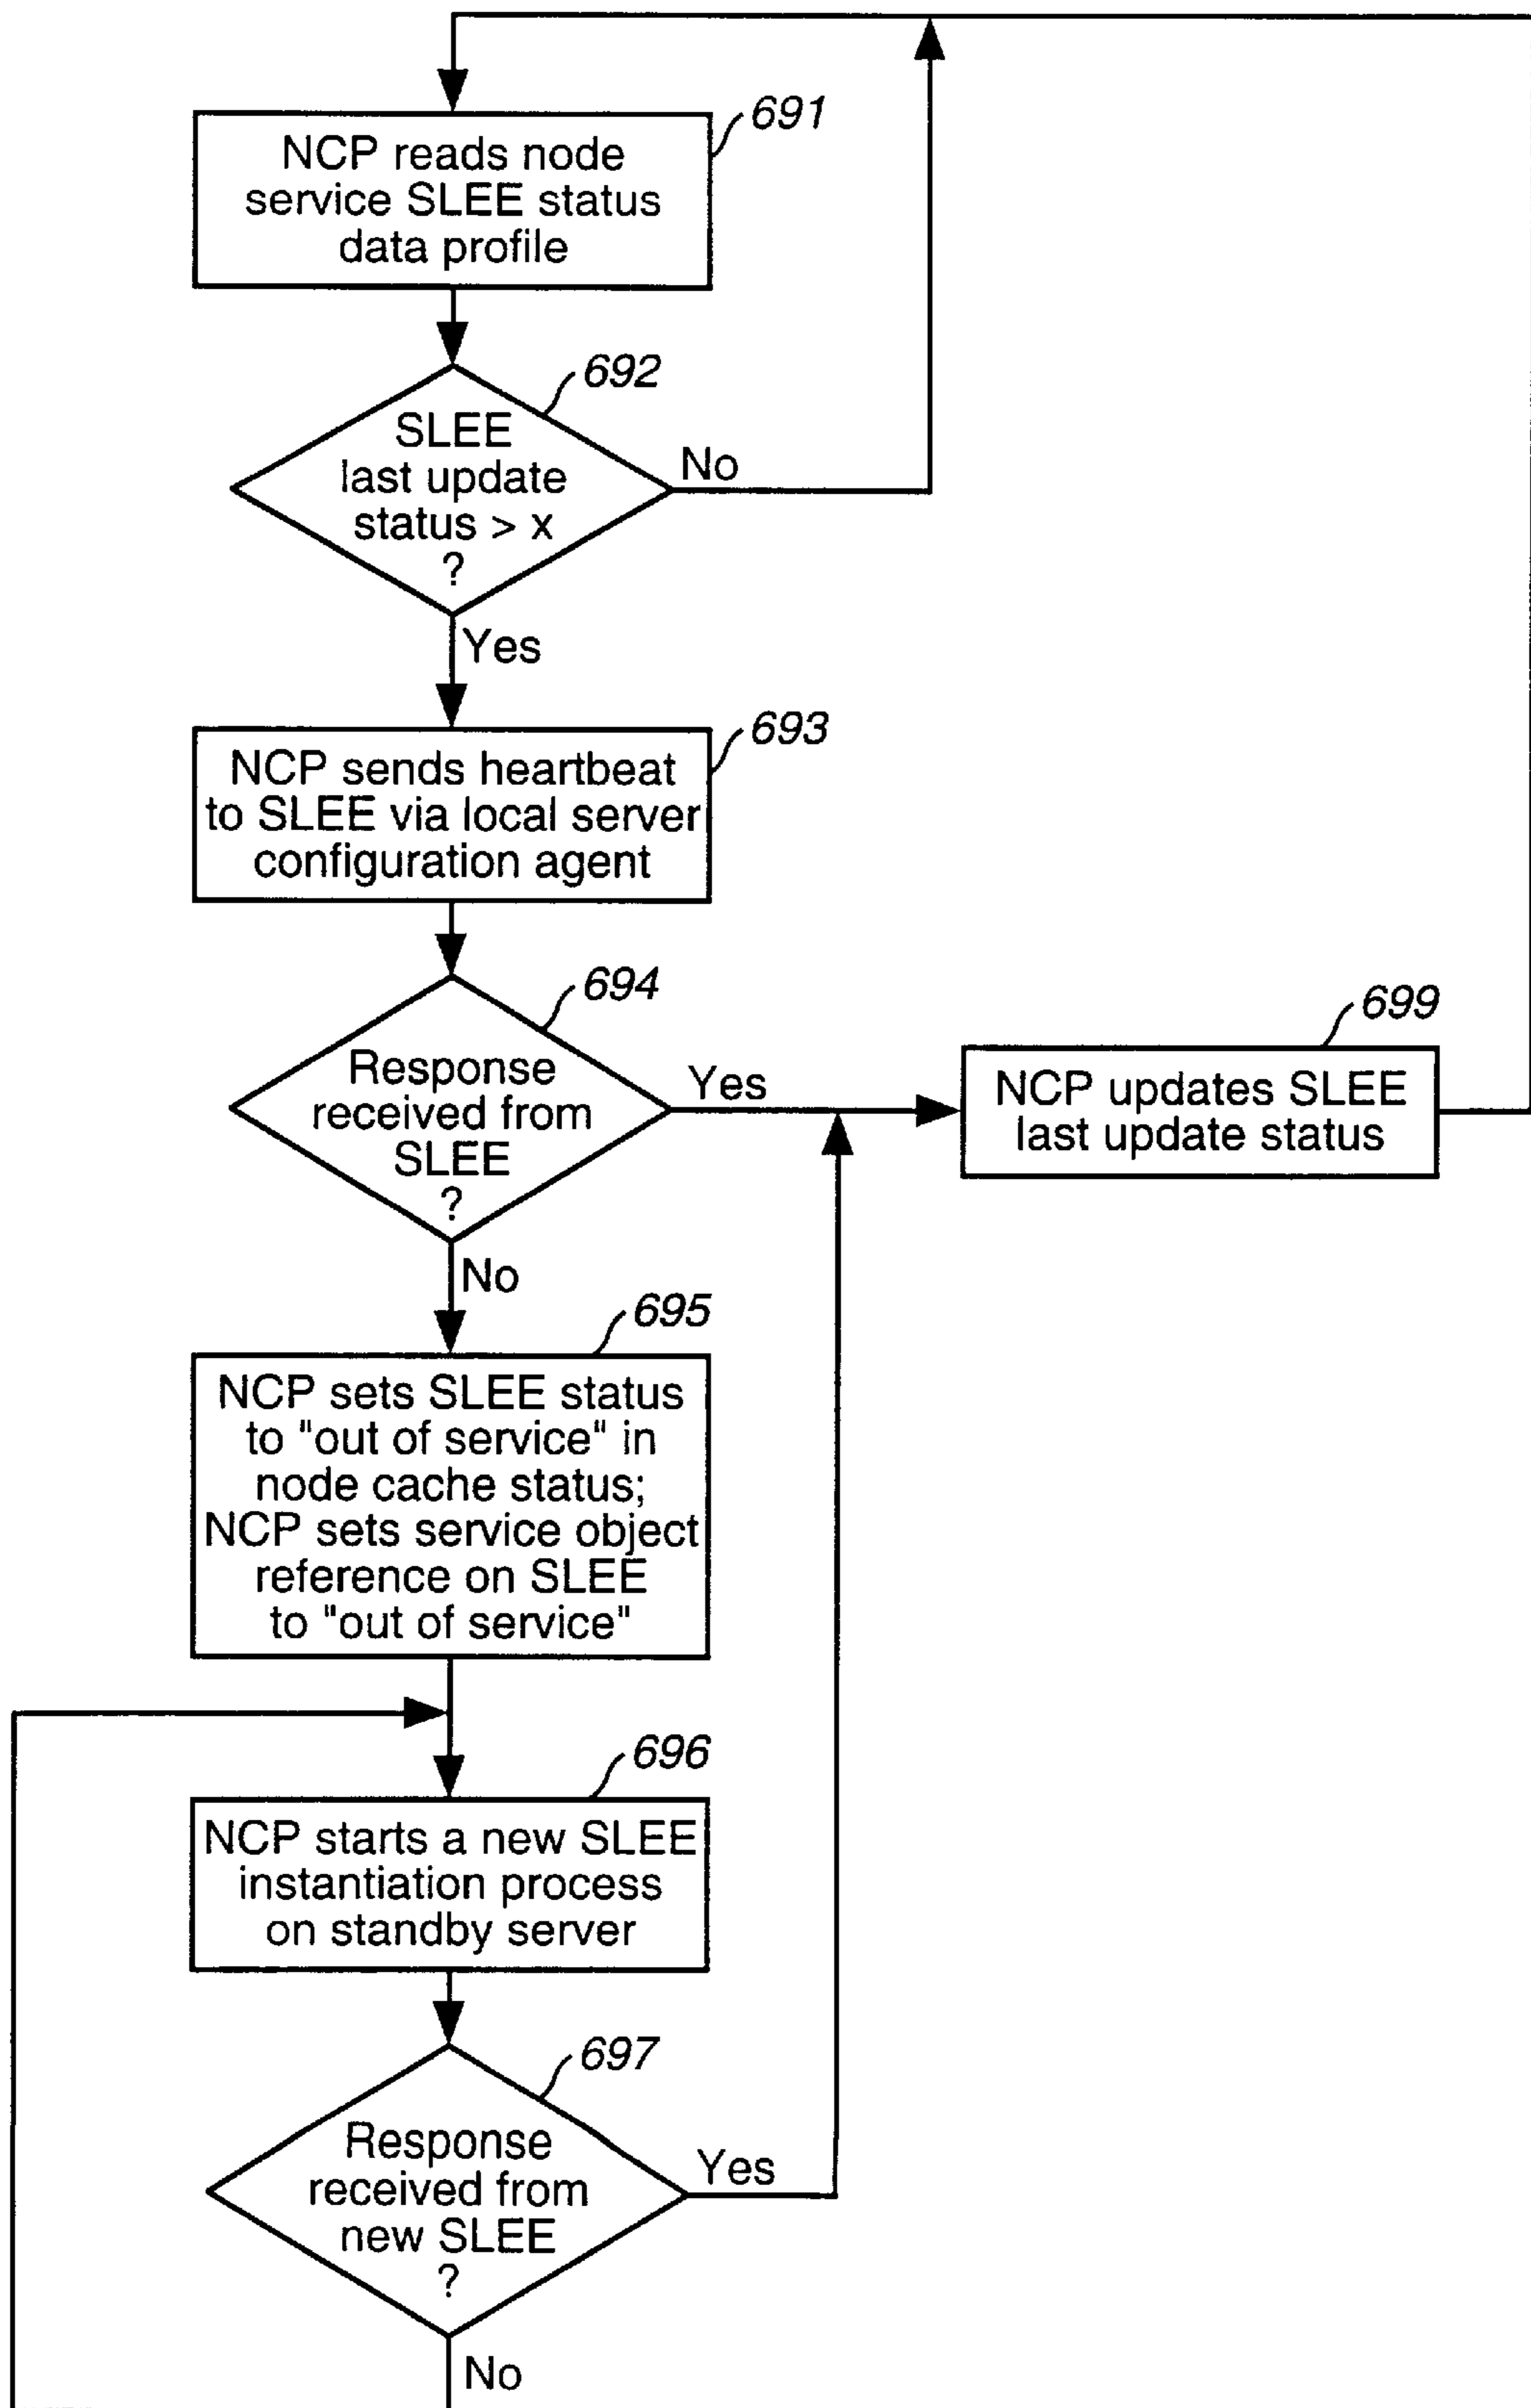 691
NCP reads node
service SLEE status
data profile
692
SLEE
last update
status > x
?
No
Yes
693
NCP sends heartbeat
to SLEE via local server
configuration agent
694
Response
received from
SLEE
?
Yes
699
NCP updates SLEE
last update status
No
695
NCP sets SLEE status
to "out of service" in
node cache status;
NCP sets service object
reference on SLEE
to "out of service"
696
NCP starts a new SLEE
instantiation process
on standby server
697
Response
received from
new SLEE
?
Yes
No